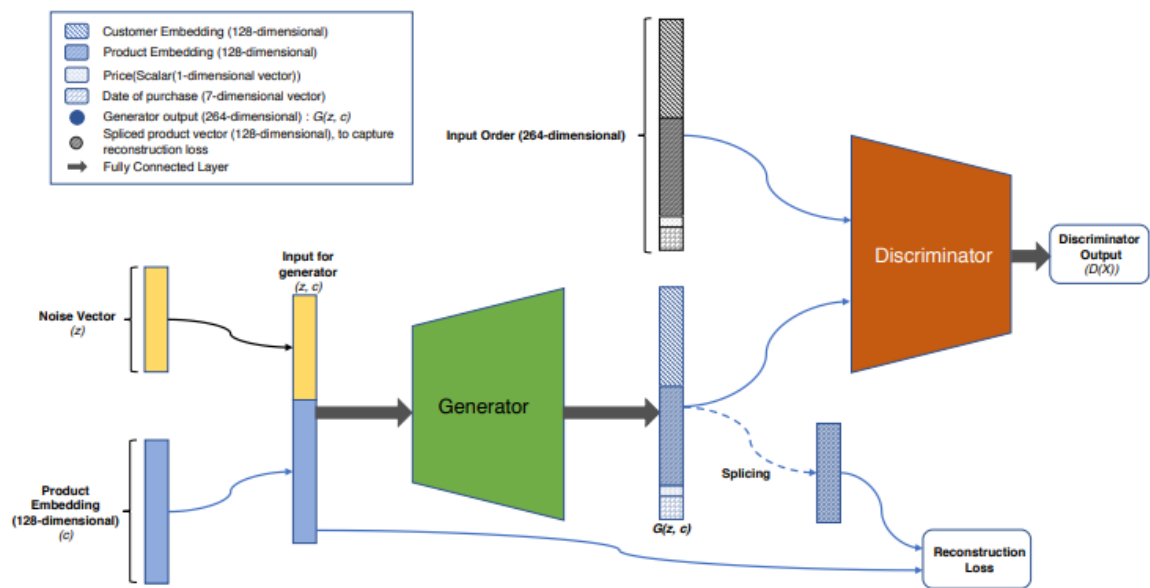 Customer Embedding (128-dimensional)
Product Embedding (128-dimensional)
Price(Scalar(1-dimensional vector))
Date of purchase (7-dimensional vector)
Generator output (264-dimensional) : G(z, c)
Spliced product vector (128-dimensional), to capture
reconstruction loss
Fully Connected Layer
Input Order (264-dimensional)
Discriminator
Discriminator
Output
(D(X))
Input for
generator
(z, c)
Noise Vector
(z)
Generator
Product
Embedding
(128-dimensional)
(c)
Splicing
G(z, c)
Reconstruction
Loss